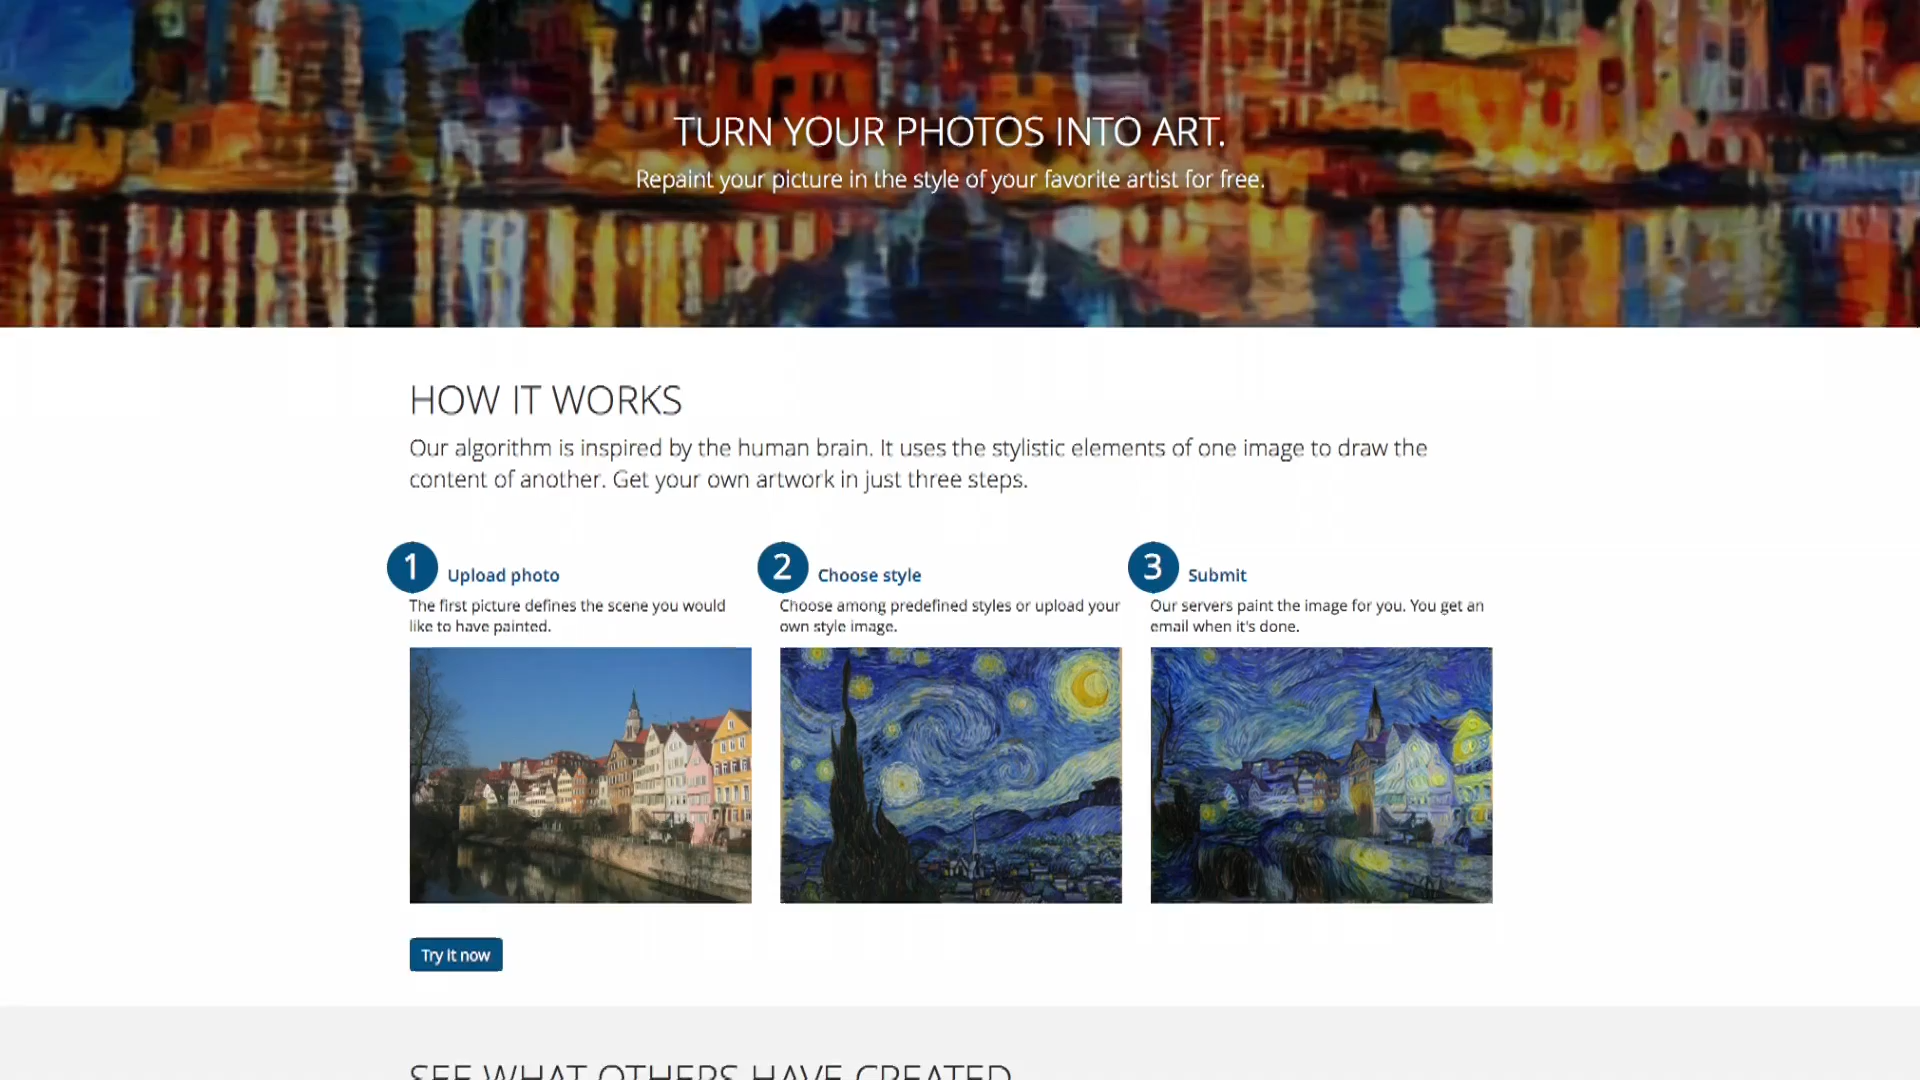 TURN YOUR PHOTOS INTO ART.
Repaint your picture in the style of your favorite artist for free.
HOW IT WORKS
Our algorithm is inspired by the human brain. It uses the stylistic elements of one image to draw the
content of another. Get your own artwork in just three steps.
1 Upload photo
The first picture defines the scene you would
like to have painted.
2 Choose style
Choose among predefined styles or upload your
own style image.
3 Submit
Our servers paint the image for you. You get an
email when it's done.
Try it now
SEE WHAT OTHERS HAVE CREATED